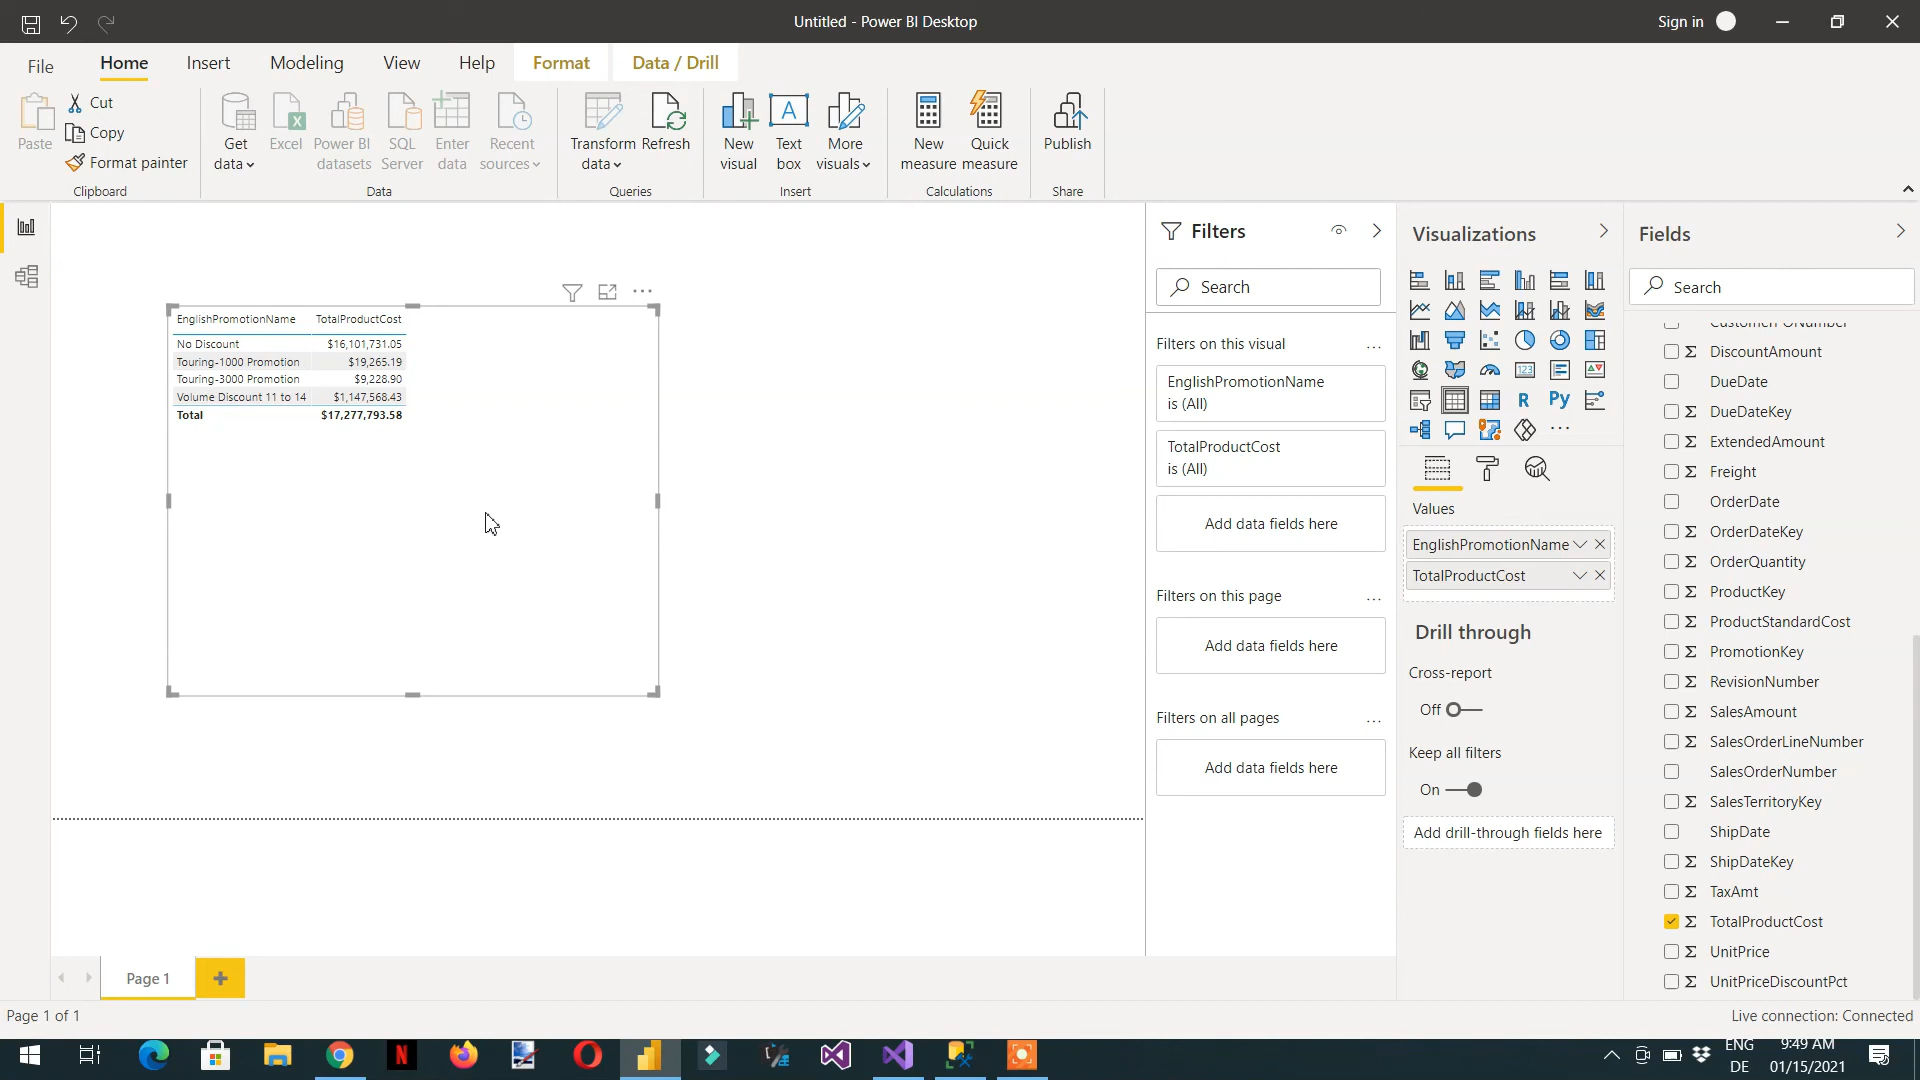 Untitled - Power BI Desktop
Sign in
File
Home
Insert
Modeling
View
Help
Format
Data / Drill
Paste
Cut
Copy
Format painter
Clipboard
Get data
Excel
Power BI datasets
SQL Server
Enter data
Recent sources
Data
Transform data
Refresh
Queries
New visual
Text box
More visuals
Insert
New measure
Quick measure
Calculations
Publish
Share
EnglishPromotionName TotalProductCost
No Discount $16,101,731.05
Touring-1000 Promotion $19,265.19
Touring-3000 Promotion $9,228.90
Volume Discount 11 to 14 $1,147,568.43
Total $17,277,793.58
Filters
Search
Filters on this visual
EnglishPromotionName
is (All)
TotalProductCost
is (All)
Add data fields here
Filters on this page
Add data fields here
Filters on all pages
Add data fields here
Visualizations
123
R
Py
Values
EnglishPromotionName
TotalProductCost
Drill through
Cross-report
Off
Keep all filters
On
Add drill-through fields here
Fields
Search
DiscountAmount
DueDate
DueDateKey
ExtendedAmount
Freight
OrderDate
OrderDateKey
OrderQuantity
ProductKey
ProductStandardCost
PromotionKey
RevisionNumber
SalesAmount
SalesOrderLineNumber
SalesOrderNumber
SalesTerritoryKey
ShipDate
ShipDateKey
TaxAmt
TotalProductCost
UnitPrice
UnitPriceDiscountPct
Page 1
Page 1 of 1
Live connection: Connected
ENG
DE
9:49 AM
01/15/2021